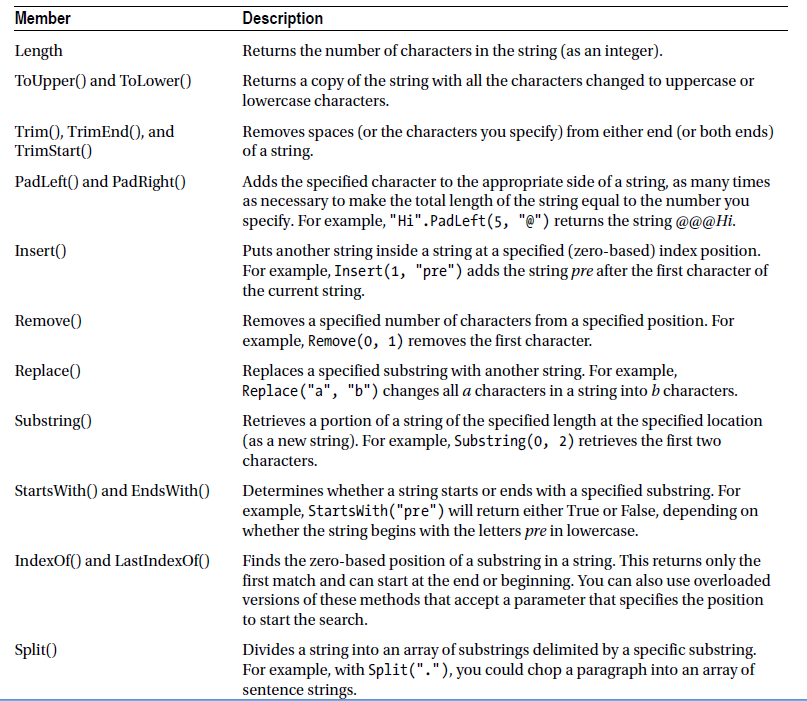 Member Description
Length Returns the number of characters in the string (as an integer).
ToUpper() and ToLower() Returns a copy of the string with all the characters changed to uppercase or
lowercase characters.
Trim(), TrimEnd(), and Removes spaces (or the characters you specify) from either end (or both ends)
TrimStart() of a string.
PadLeft() and PadRight() Adds the specified character to the appropriate side of a string, as many times
as necessary to make the total length of the string equal to the number you
specify. For example, "Hi".PadLeft(5, "@") returns the string @@@Hi.
Insert() Puts another string inside a string at a specified (zero-based) index position.
For example, Insert(1, "pre") adds the string pre after the first character of
the current string.
Remove() Removes a specified number of characters from a specified position. For
example, Remove(0, 1) removes the first character.
Replace() Replaces a specified substring with another string. For example,
Replace("a", "b") changes all a characters in a string into b characters.
Substring() Retrieves a portion of a string of the specified length at the specified location
(as a new string). For example, Substring(0, 2) retrieves the first two
characters.
StartsWith() and EndsWith() Determines whether a string starts or ends with a specified substring. For
example, StartsWith("pre") will return either True or False, depending on
whether the string begins with the letters pre in lowercase.
IndexOf() and LastIndexOf() Finds the zero-based position of a substring in a string. This returns only the
first match and can start at the end or beginning. You can also use overloaded
versions of these methods that accept a parameter that specifies the position
to start the search.
Split() Divides a string into an array of substrings delimited by a specific substring.
For example, with Split("."), you could chop a paragraph into an array of
sentence strings.